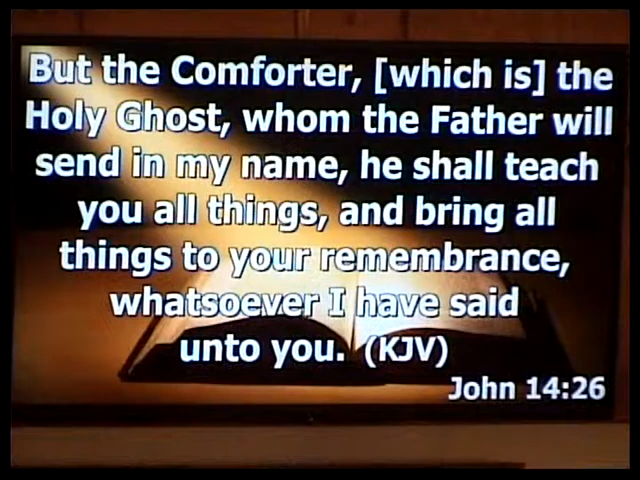 But the Comforter, [which is] the
Holy Ghost, whom the Father will
send in my name, he shall teach
you all things, and bring all
things to your remembrance,
whatsoever I have said
unto you. (KJV)
John 14:26